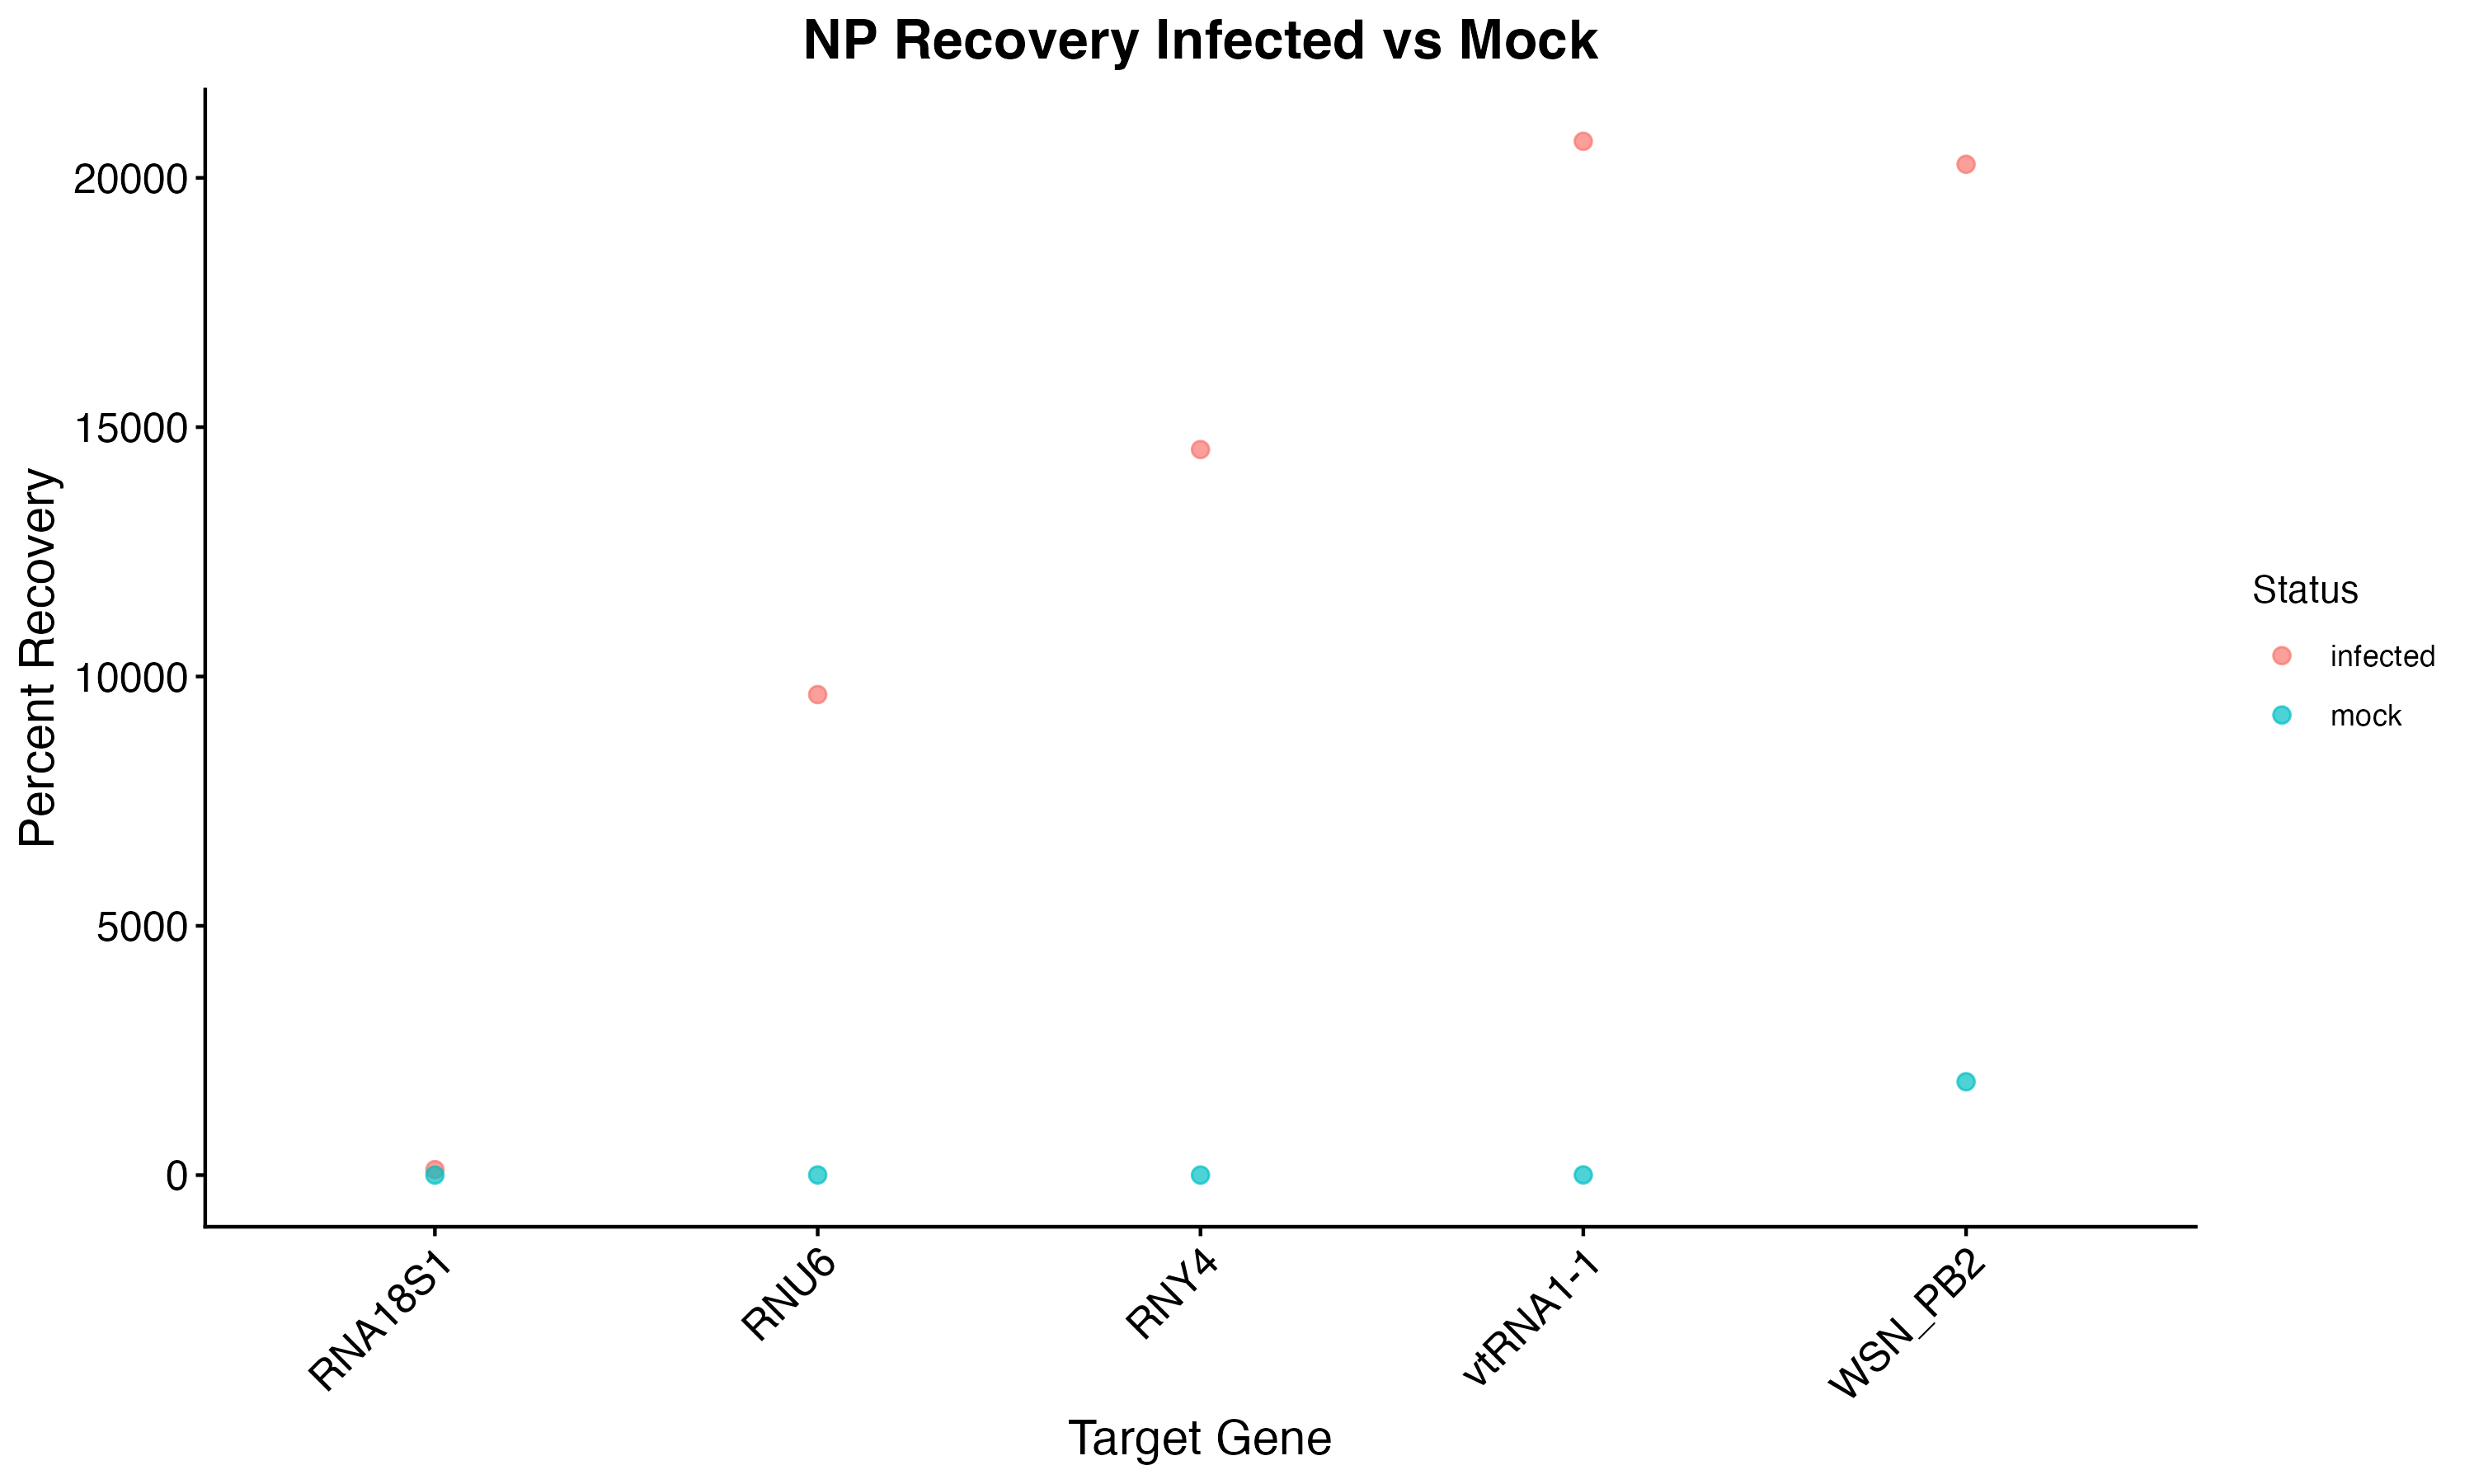 NP Recovery Infected vs Mock
Percent Recovery
20000
15000
10000
5000
0
RNA18S1
RNU6
RNY4
vtRNA1-1
WSN_PB2
Target Gene
Status
infected
mock